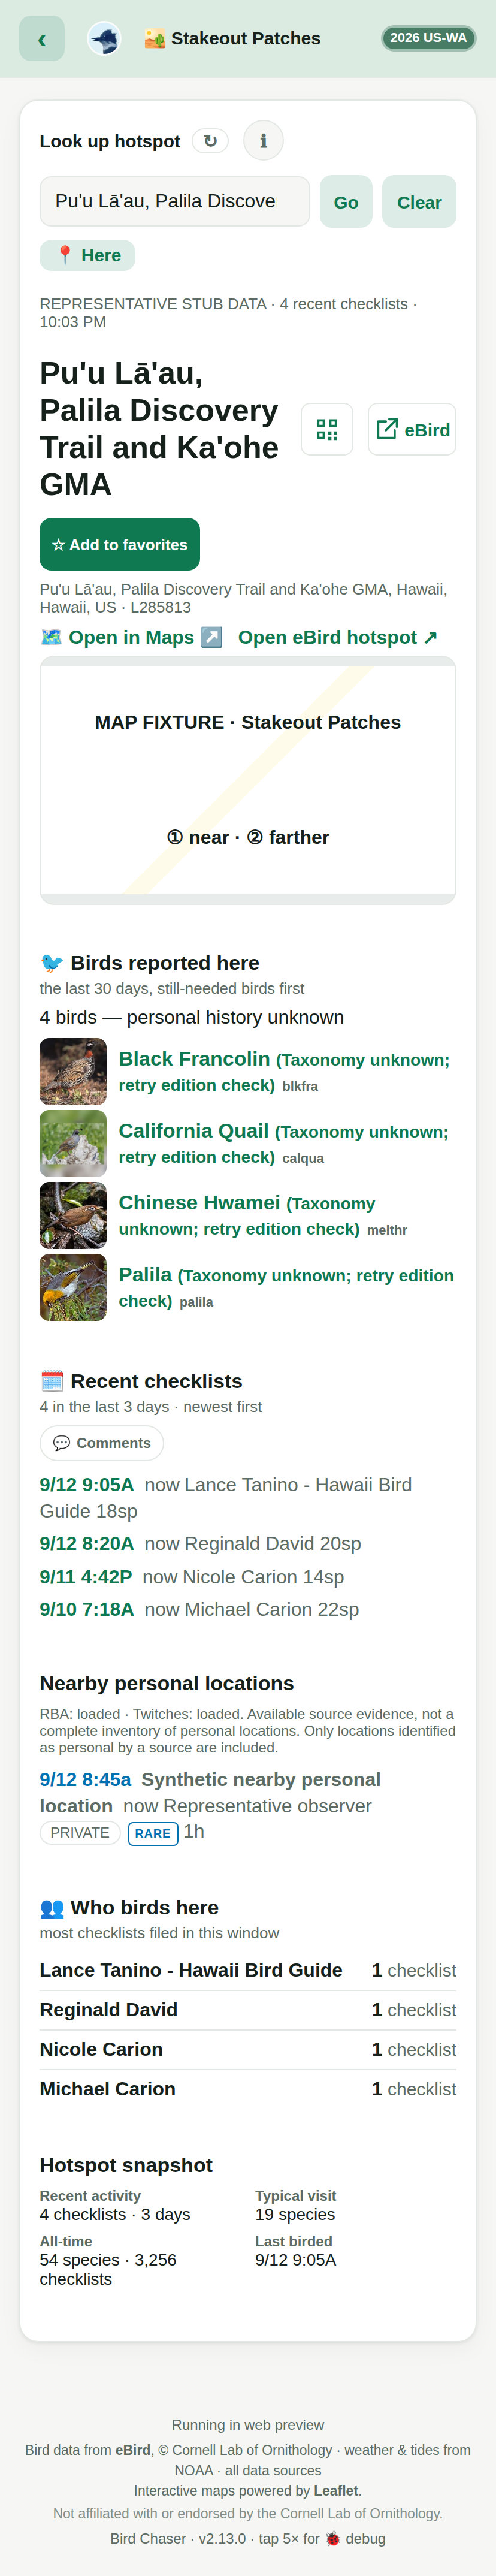 ‹ 🏜️ Stakeout Patches 2026 US-WA
Look up hotspot ↻ ℹ
Pu'u Lā'au, Palila Discove Go Clear
📍 Here
REPRESENTATIVE STUB DATA · 4 recent checklists ·
10:03 PM
Pu'u Lā'au,
Palila Discovery
Trail and Ka'ohe
GMA
eBird
☆ Add to favorites
Pu'u Lā'au, Palila Discovery Trail and Ka'ohe GMA, Hawaii,
Hawaii, US · L285813
🗺️ Open in Maps ↗️ Open eBird hotspot ↗
MAP FIXTURE · Stakeout Patches
① near · ② farther
🐦 Birds reported here
the last 30 days, still-needed birds first
4 birds — personal history unknown
Black Francolin (Taxonomy unknown;
retry edition check) blkfra
California Quail (Taxonomy unknown;
retry edition check) calqua
Chinese Hwamei (Taxonomy
unknown; retry edition check) melthr
Palila (Taxonomy unknown; retry edition
check) palila
🗓️ Recent checklists
4 in the last 3 days · newest first
💬 Comments
9/12 9:05A now Lance Tanino - Hawaii Bird
Guide 18sp
9/12 8:20A now Reginald David 20sp
9/11 4:42P now Nicole Carion 14sp
9/10 7:18A now Michael Carion 22sp
Nearby personal locations
RBA: loaded · Twitches: loaded. Available source evidence, not a
complete inventory of personal locations. Only locations identified
as personal by a source are included.
9/12 8:45a Synthetic nearby personal
location now Representative observer
PRIVATE RARE 1h
👥 Who birds here
most checklists filed in this window
Lance Tanino - Hawaii Bird Guide 1 checklist
Reginald David 1 checklist
Nicole Carion 1 checklist
Michael Carion 1 checklist
Hotspot snapshot
Recent activity Typical visit
4 checklists · 3 days 19 species
All-time Last birded
54 species · 3,256 9/12 9:05A
checklists
Running in web preview
Bird data from eBird, © Cornell Lab of Ornithology · weather & tides from
NOAA · all data sources
Interactive maps powered by Leaflet.
Not affiliated with or endorsed by the Cornell Lab of Ornithology.
Bird Chaser · v2.13.0 · tap 5× for 🐞 debug